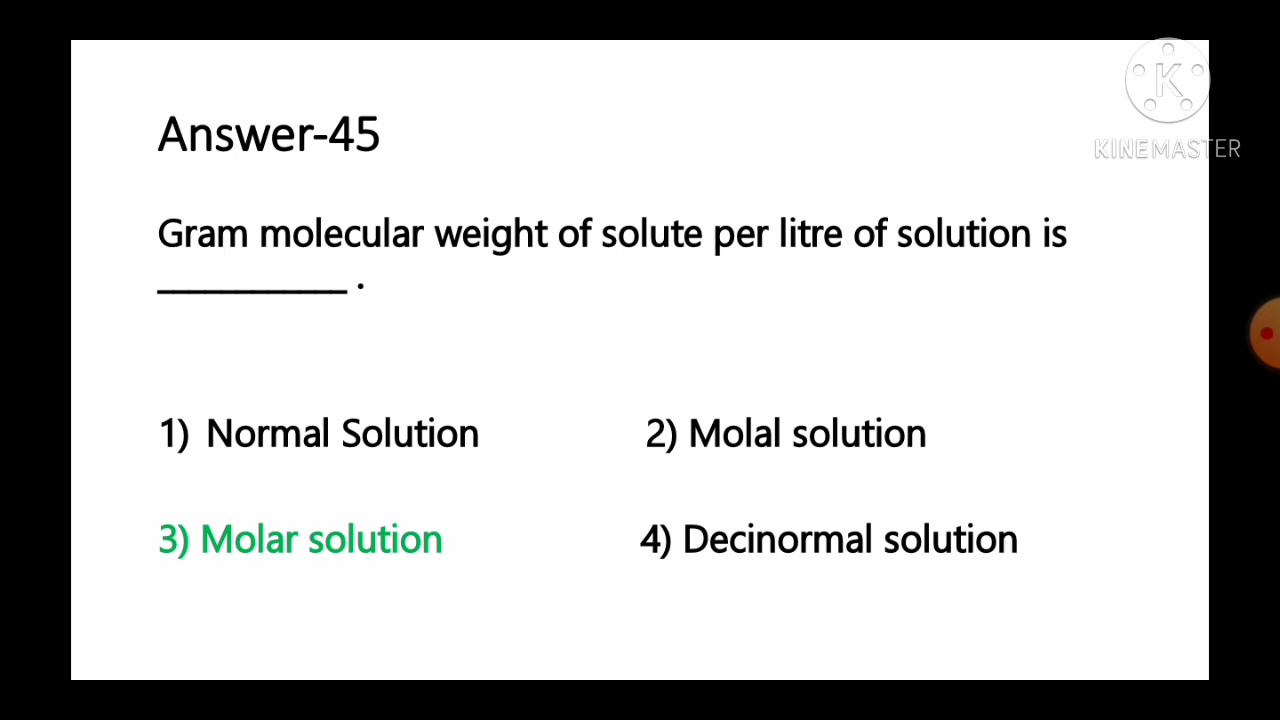 K
KINEMASTER
Answer-45
Gram molecular weight of solute per litre of solution is
____________ .
1) Normal Solution 2) Molal solution
3) Molar solution 4) Decinormal solution